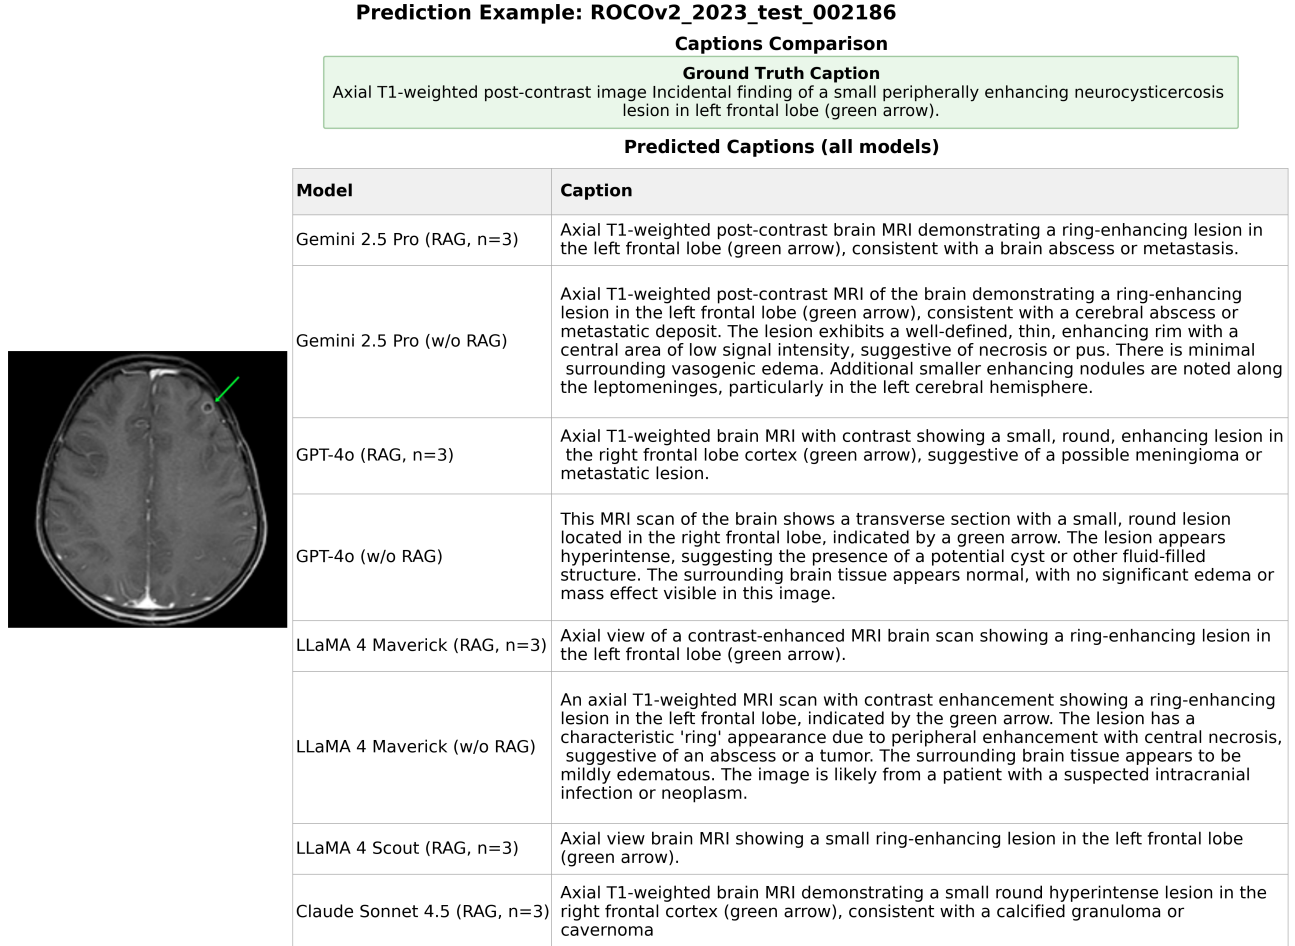 Prediction Example: ROCOv2_2023_test_002186
Captions Comparison
Ground Truth Caption
Axial T1-weighted post-contrast image Incidental finding of a small peripherally enhancing neurocysticercosis
lesion in left frontal lobe (green arrow).
Predicted Captions (all models)
Model
Caption
Gemini 2.5 Pro (RAG, n=3)
Axial T1-weighted post-contrast brain MRI demonstrating a ring-enhancing lesion in
the left frontal lobe (green arrow), consistent with a brain abscess or metastasis.
Gemini 2.5 Pro (w/o RAG)
Axial T1-weighted post-contrast MRI of the brain demonstrating a ring-enhancing
lesion in the left frontal lobe (green arrow), consistent with a cerebral abscess or
metastatic deposit. The lesion exhibits a well-defined, thin, enhancing rim with a
central area of low signal intensity, suggestive of necrosis or pus. There is minimal
surrounding vasogenic edema. Additional smaller enhancing nodules are noted along
the leptomeninges, particularly in the left cerebral hemisphere.
GPT-4o (RAG, n=3)
Axial T1-weighted brain MRI with contrast showing a small, round, enhancing lesion in
the right frontal lobe cortex (green arrow), suggestive of a possible meningioma or
metastatic lesion.
GPT-4o (w/o RAG)
This MRI scan of the brain shows a transverse section with a small, round lesion
located in the right frontal lobe, indicated by a green arrow. The lesion appears
hyperintense, suggesting the presence of a potential cyst or other fluid-filled
structure. The surrounding brain tissue appears normal, with no significant edema or
mass effect visible in this image.
LLaMA 4 Maverick (RAG, n=3)
Axial view of a contrast-enhanced MRI brain scan showing a ring-enhancing lesion in
the left frontal lobe (green arrow).
LLaMA 4 Maverick (w/o RAG)
An axial T1-weighted MRI scan with contrast enhancement showing a ring-enhancing
lesion in the left frontal lobe, indicated by the green arrow. The lesion has a
characteristic 'ring' appearance due to peripheral enhancement with central necrosis,
suggestive of an abscess or a tumor. The surrounding brain tissue appears to be
mildly edematous. The image is likely from a patient with a suspected intracranial
infection or neoplasm.
LLaMA 4 Scout (RAG, n=3)
Axial view brain MRI showing a small ring-enhancing lesion in the left frontal lobe
(green arrow).
Claude Sonnet 4.5 (RAG, n=3)
Axial T1-weighted brain MRI demonstrating a small round hyperintense lesion in the
right frontal cortex (green arrow), consistent with a calcified granuloma or
cavernoma